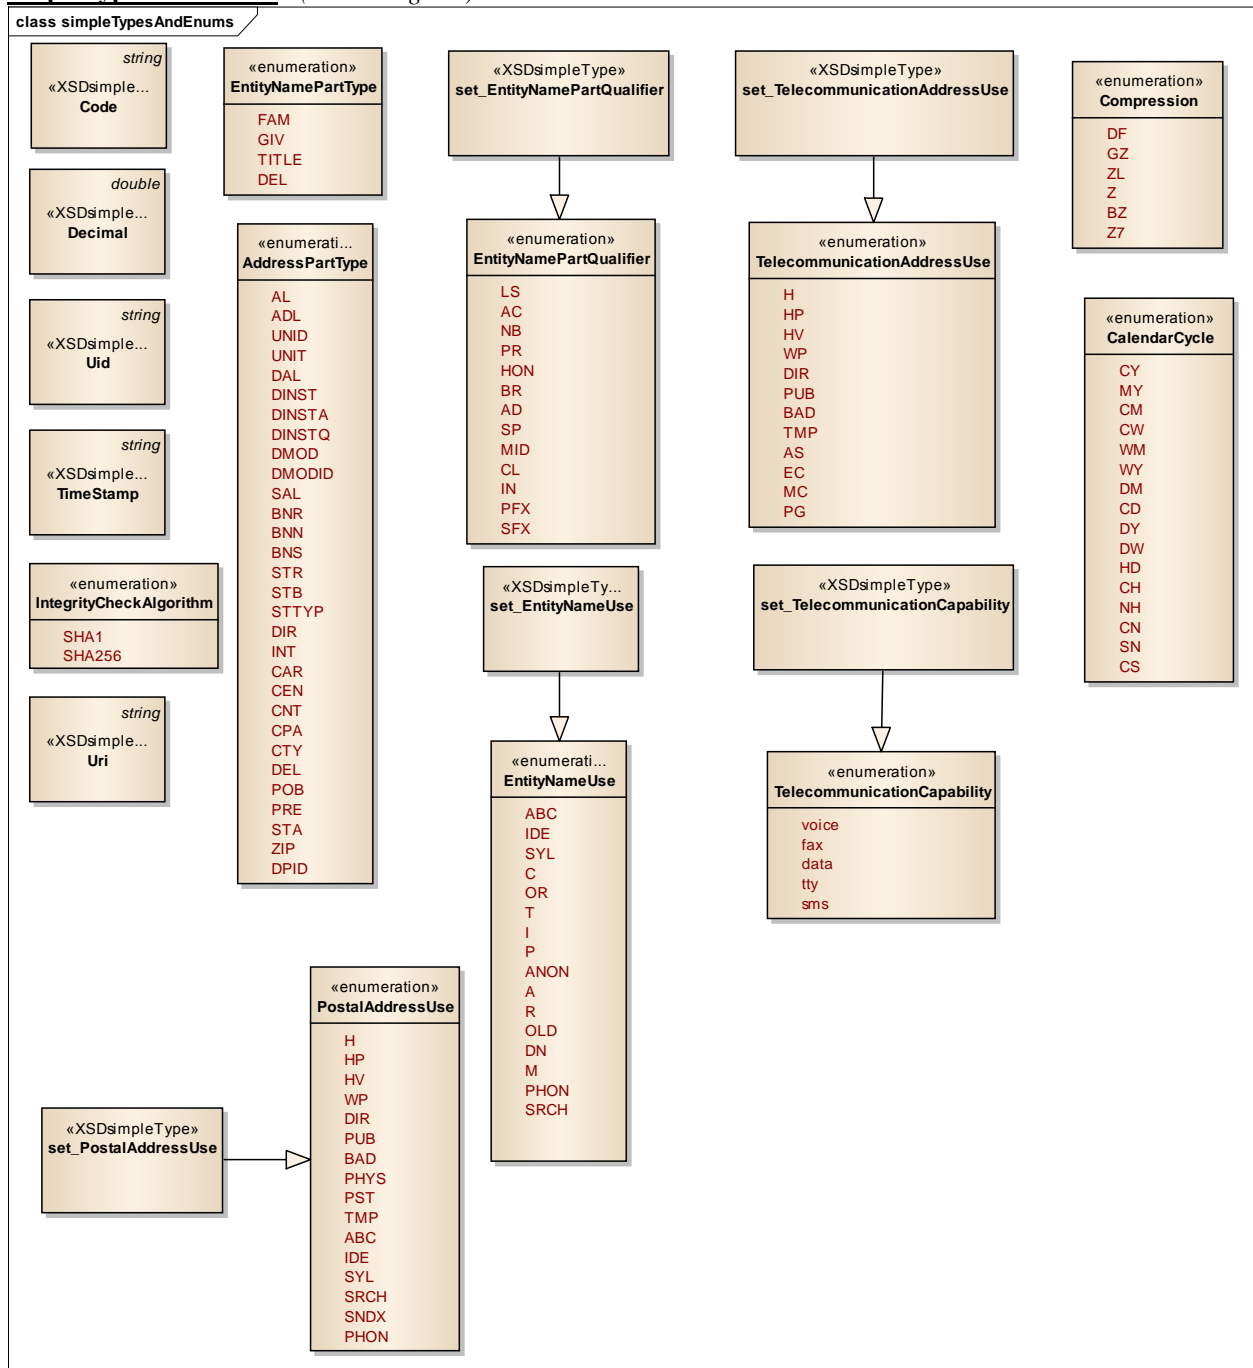 class simpleTypesAndEnums
string
«XSDsimple...
Code
double
«XSDsimple...
Decimal
string
«XSDsimple...
Uid
string
«XSDsimple...
TimeStamp
«enumeration»
IntegrityCheckAlgorithm
SHA1
SHA256
string
«XSDsimple...
Uri
«enumeration»
EntityNamePartType
FAM
GIV
TITLE
DEL
«enumerati...
AddressPartType
AL
ADL
UNID
UNIT
DAL
DINST
DINSTA
DINSTQ
DMOD
DMODID
SAL
BNR
BNN
BNS
STR
STB
STTYP
DIR
INT
CAR
CEN
CNT
CPA
CTY
DEL
POB
PRE
STA
ZIP
DPID
«XSDsimpleType»
set_EntityNamePartQualifier
«enumeration»
EntityNamePartQualifier
LS
AC
NB
PR
HON
BR
AD
SP
MID
CL
IN
PFX
SFX
«XSDsimpleTy...
set_EntityNameUse
«enumerati...
EntityNameUse
ABC
IDE
SYL
C
OR
T
I
P
ANON
A
R
OLD
DN
M
PHON
SRCH
«XSDsimpleType»
set_TelecommunicationAddressUse
«enumeration»
TelecommunicationAddressUse
H
HP
HV
WP
DIR
PUB
BAD
TMP
AS
EC
MC
PG
«XSDsimpleType»
set_TelecommunicationCapability
«enumeration»
TelecommunicationCapability
voice
fax
data
tty
sms
«enumeration»
Compression
DF
GZ
ZL
Z
BZ
Z7
«enumeration»
CalendarCycle
CY
MY
CM
CW
WM
WY
DM
CD
DY
DW
HD
CH
NH
CN
SN
CS
«XSDsimpleType»
set_PostalAddressUse
«enumeration»
PostalAddressUse
H
HP
HV
WP
DIR
PUB
BAD
PHYS
PST
TMP
ABC
IDE
SYL
SRCH
SNDX
PHON